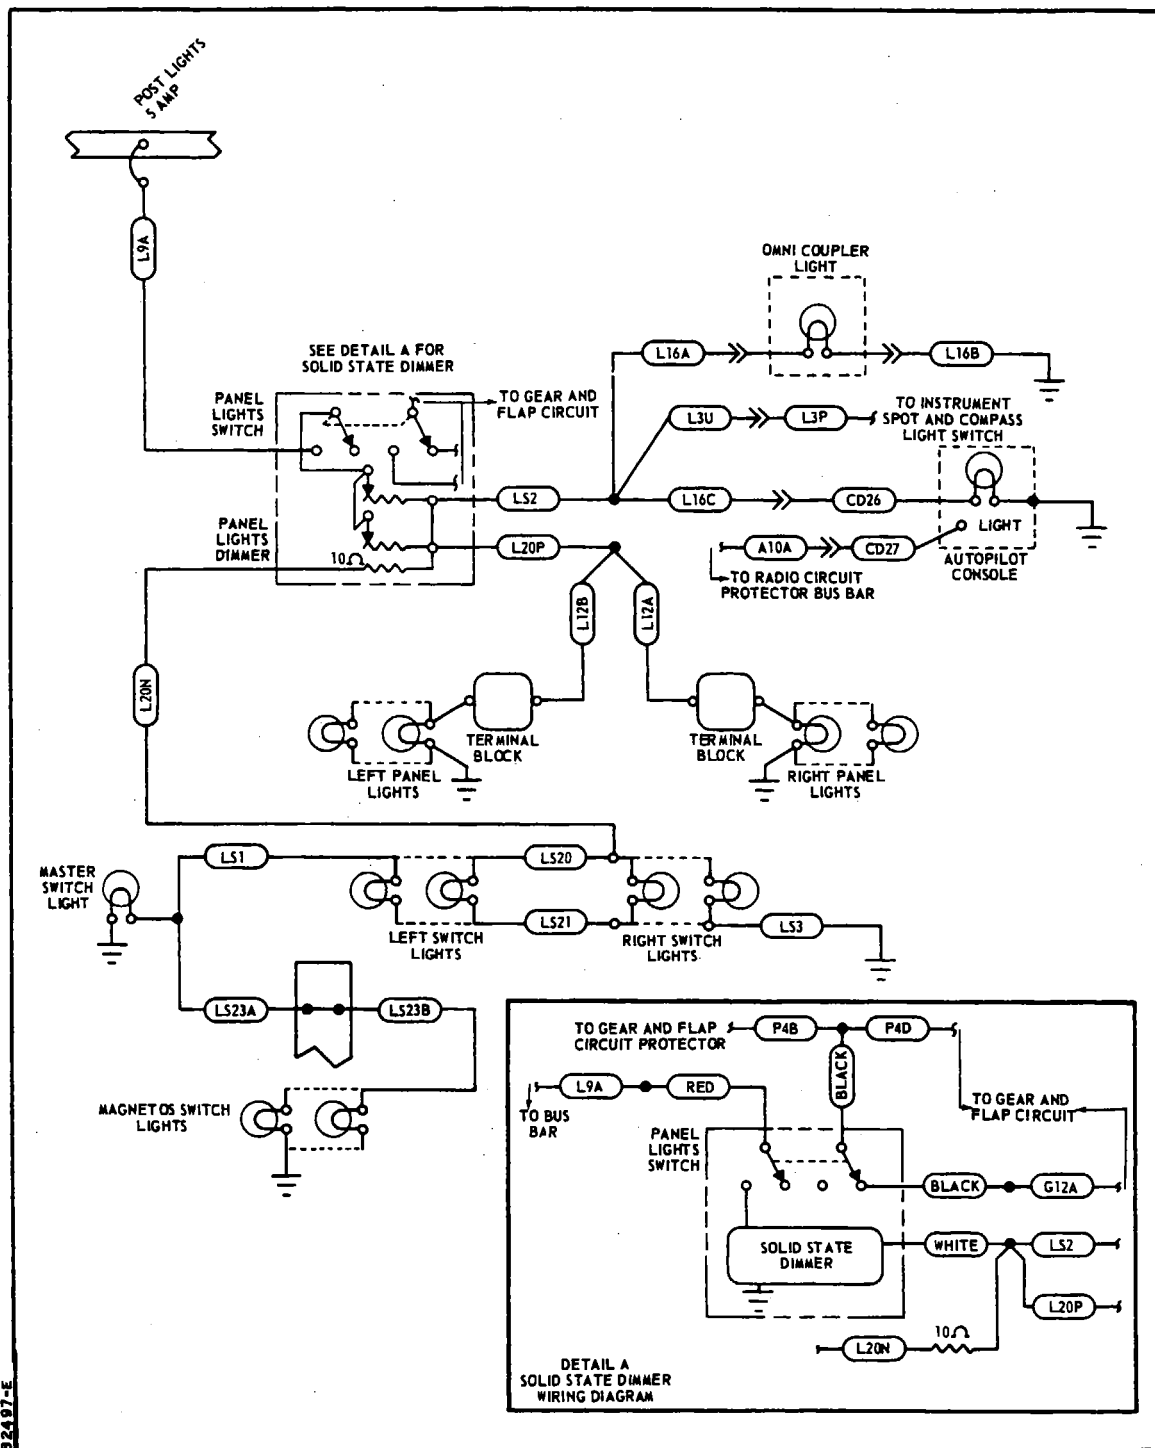 POST LIGHTS
5 AMP
L9A
OMNI COUPLER
LIGHT
L16A
L16B
SEE DETAIL A FOR
SOLID STATE DIMMER
PANEL
LIGHTS
SWITCH
TO GEAR AND
FLAP CIRCUIT
L3U
L3P
TO INSTRUMENT
SPOT AND COMPASS
LIGHT SWITCH
LS2
L16C
CD26
LIGHT
PANEL
LIGHTS
DIMMER
10Ω
L20P
A10A
CD27
AUTOPILOT
CONSOLE
TO RADIO CIRCUIT
PROTECTOR BUS BAR
L12B
L12A
L20N
TERMINAL
BLOCK
TERMINAL
BLOCK
LEFT PANEL
LIGHTS
RIGHT PANEL
LIGHTS
MASTER
SWITCH
LIGHT
LS1
LS20
LS21
LEFT SWITCH
LIGHTS
RIGHT SWITCH
LIGHTS
LS3
LS23A
LS23B
MAGNETOS SWITCH
LIGHTS
TO GEAR AND FLAP
CIRCUIT PROTECTOR
P4B
P4D
BLACK
L9A
RED
TO BUS
BAR
TO GEAR AND
FLAP CIRCUIT
PANEL
LIGHTS
SWITCH
BLACK
G12A
SOLID STATE
DIMMER
WHITE
LS2
L20P
L20N
10Ω
DETAIL A
SOLID STATE DIMMER
WIRING DIAGRAM
B2497-E